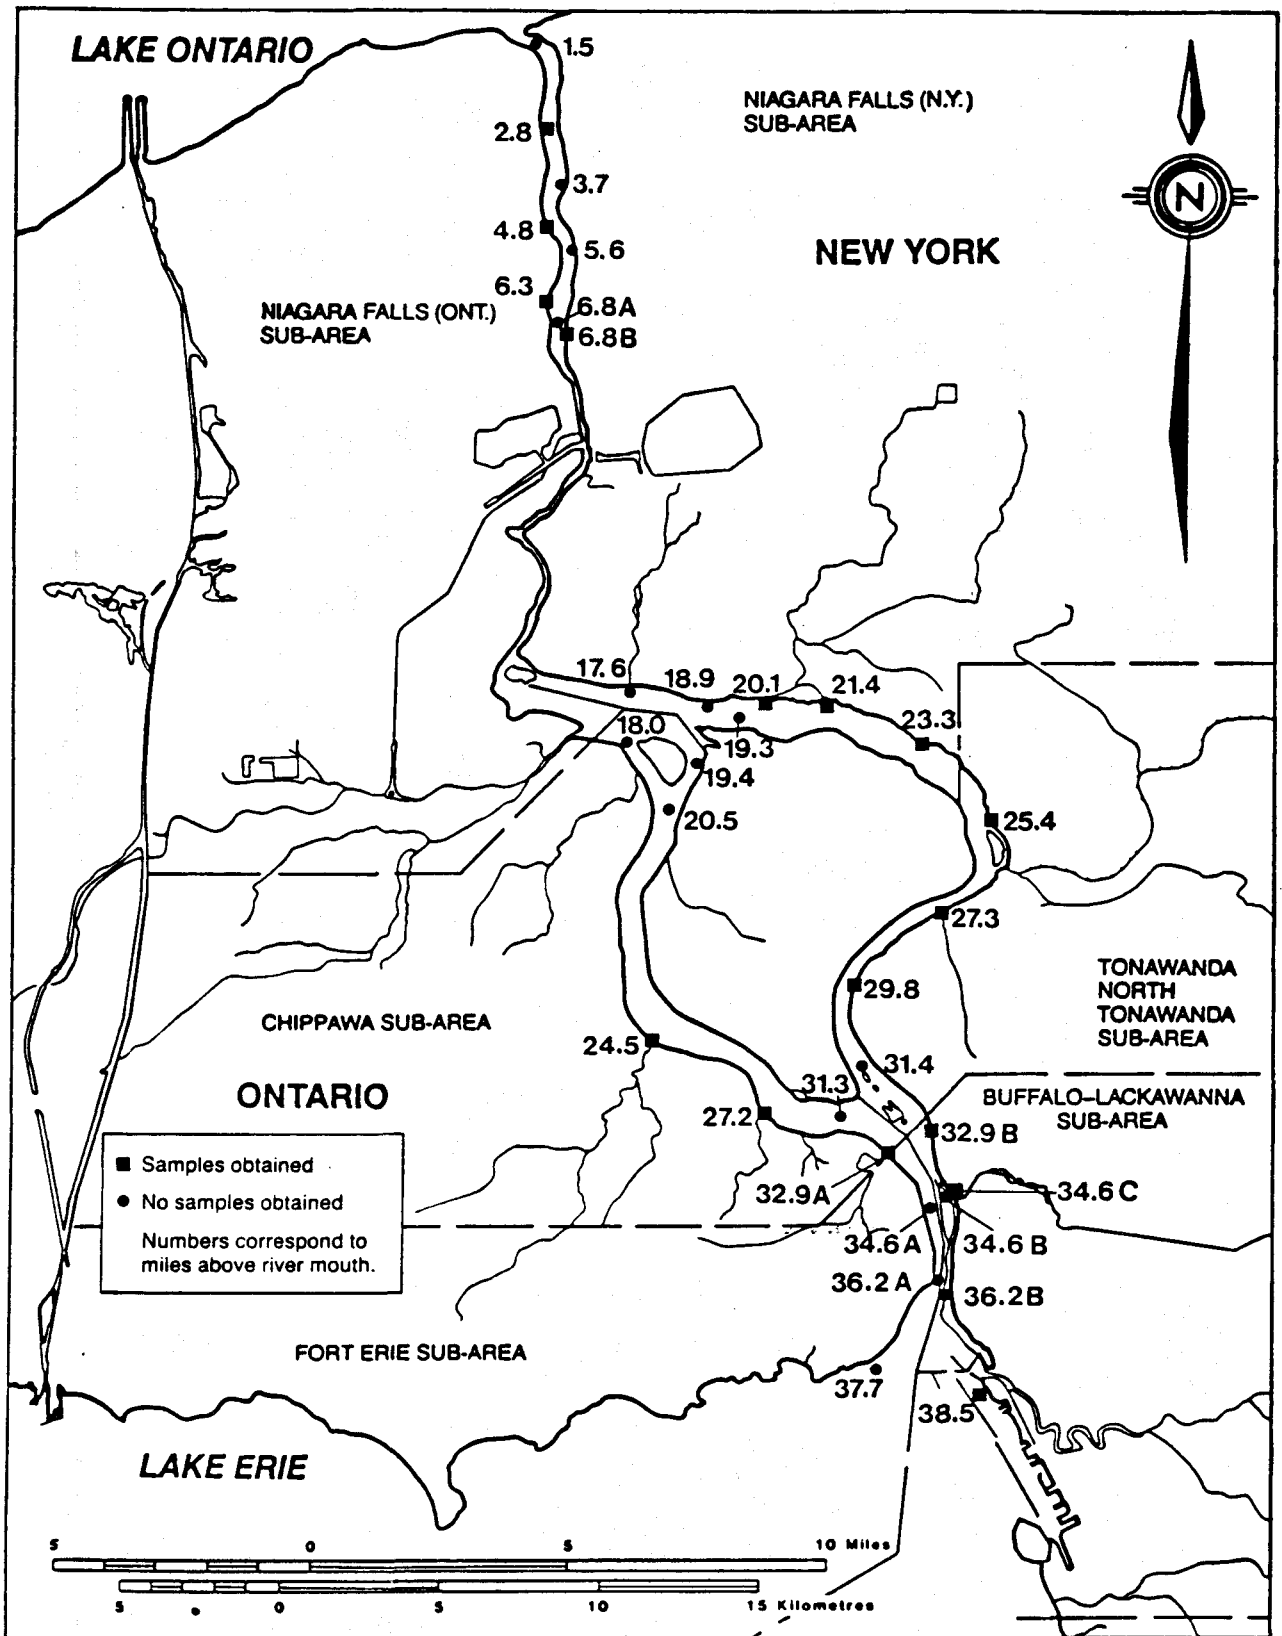 LAKE ONTARIO
1.5
NIAGARA FALLS (N.Y.)
SUB-AREA
2.8
3.7
N
4.8
5.6
NEW YORK
6.3
6.8A
NIAGARA FALLS (ONT.)
SUB-AREA
6.8B
17.6
18.9
20.1
21.4
18.0
23.3
19.3
19.4
20.5
25.4
27.3
TONAWANDA
NORTH
TONAWANDA
SUB-AREA
29.8
CHIPPAWA SUB-AREA
24.5
31.4
31.3
ONTARIO
BUFFALO-LACKAWANNA
SUB-AREA
27.2
32.9 B
Samples obtained
32.9A
34.6 C
No samples obtained
Numbers correspond to
miles above river mouth.
34.6 A
34.6 B
36.2 A
36.2 B
FORT ERIE SUB-AREA
37.7
38.5
LAKE ERIE
5 0 5 10 Miles
5 0 5 10 15 Kilometres